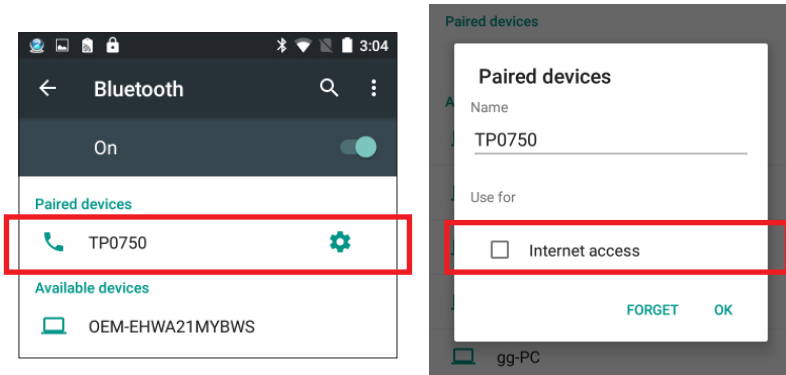 3:04
Bluetooth
On
Paired devices
TP0750
Available devices
OEM-EHWA21MYBWS
Paired devices
A
Paired devices
Name
TP0750
Use for
Internet access
FORGET OK
gg-PC